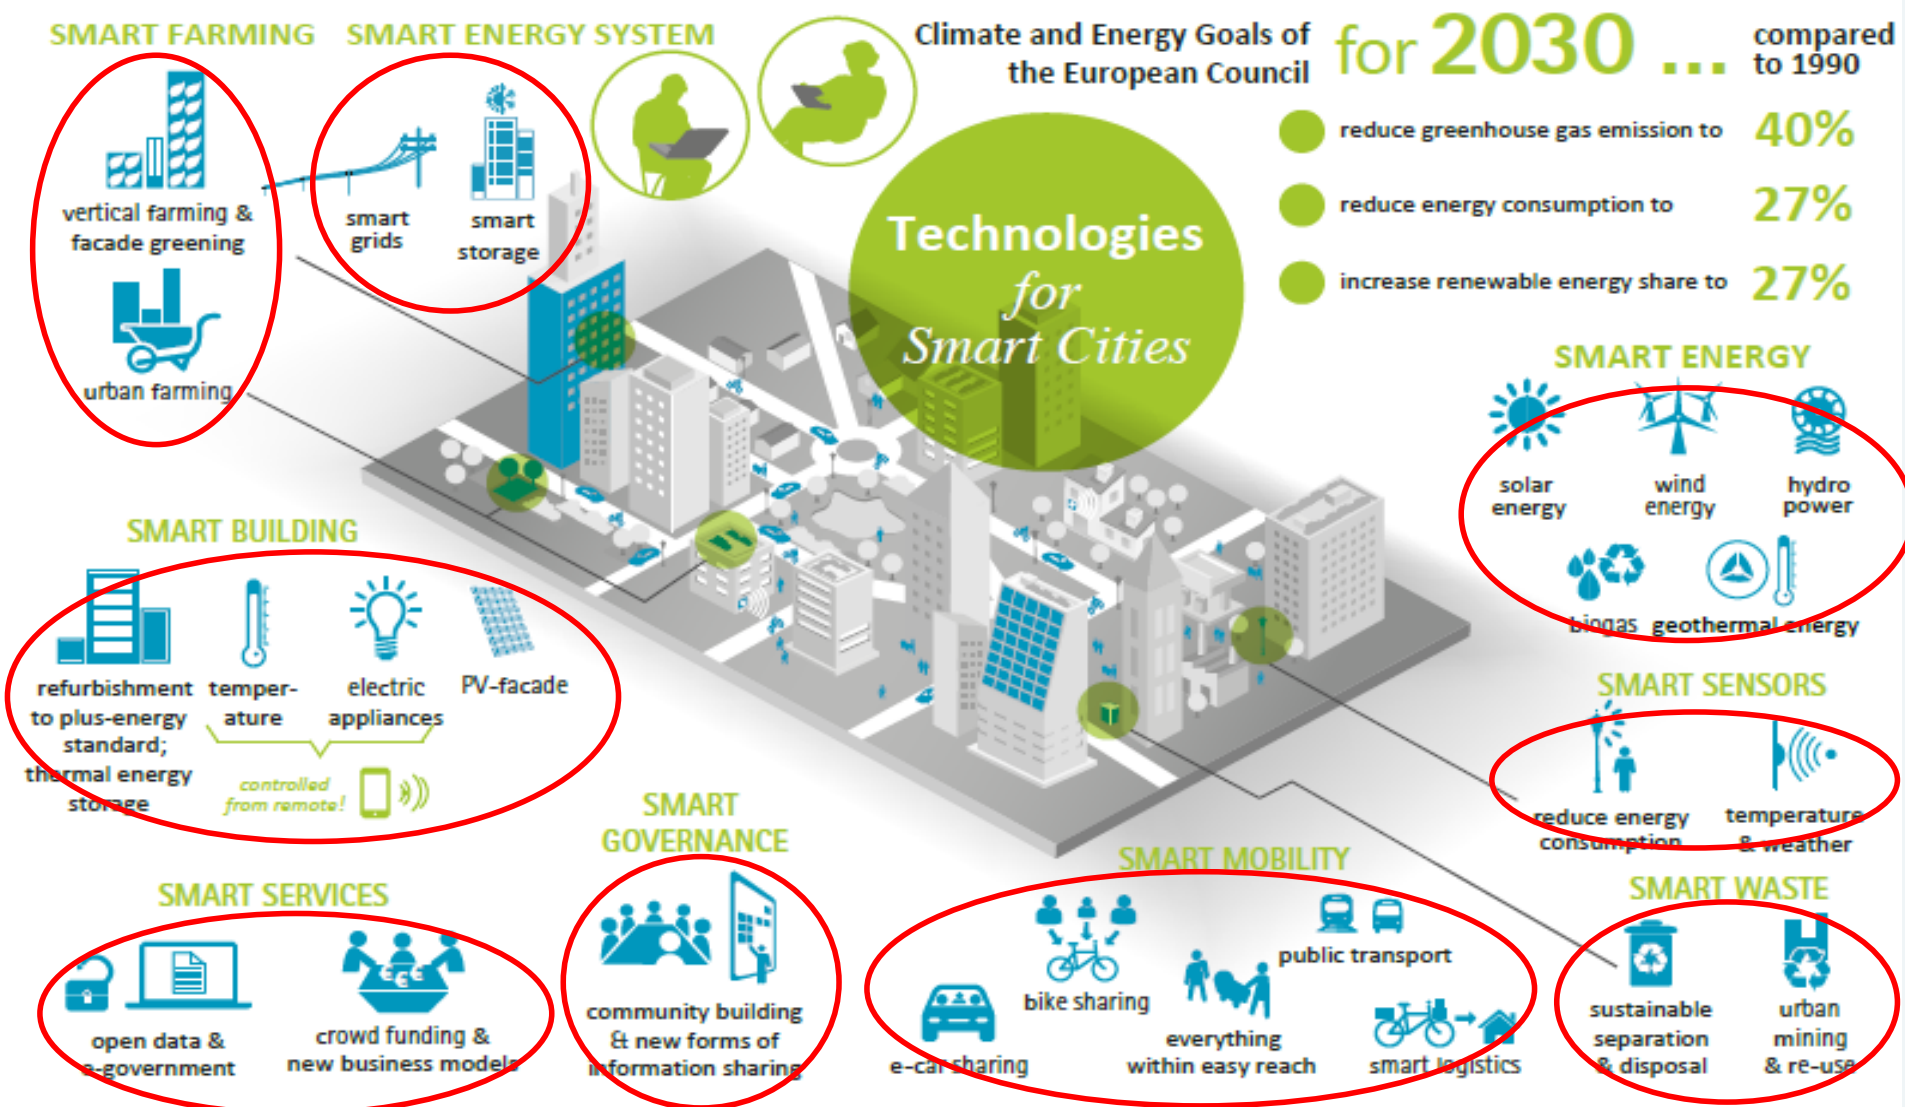 SMART FARMING
vertical farming &
facade greening
urban farming
SMART ENERGY SYSTEM
smart
grids
smart
storage
Climate and Energy Goals of
the European Council
for 2030 ...
compared
to 1990
reduce greenhouse gas emission to 40%
reduce energy consumption to 27%
increase renewable energy share to 27%
Technologies
for
Smart Cities
SMART ENERGY
solar
energy
wind
energy
hydro
power
biogas
geothermal energy
SMART BUILDING
refurbishment
to plus-energy
standard;
thermal energy
storage
temper-
ature
electric
appliances
controlled
from remote!
PV-facade
SMART SENSORS
reduce energy
consumption
temperature
& weather
SMART SERVICES
open data &
e-government
€€€
crowd funding &
new business models
SMART
GOVERNANCE
community building
& new forms of
information sharing
SMART MOBILITY
e-car sharing
bike sharing
everything
within easy reach
public transport
smart logistics
SMART WASTE
sustainable
separation
& disposal
urban
mining
& re-use